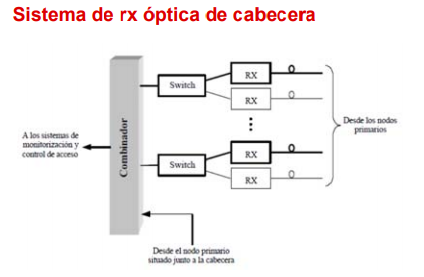 Sistema de rx óptica de cabecera
RX
Switch
RX
Desde los nodos
primarios
A los sistemas de
monitorización y
control de acceso
Combinador
RX
Switch
RX
Desde el nodo primario
situado junto a la cabecera